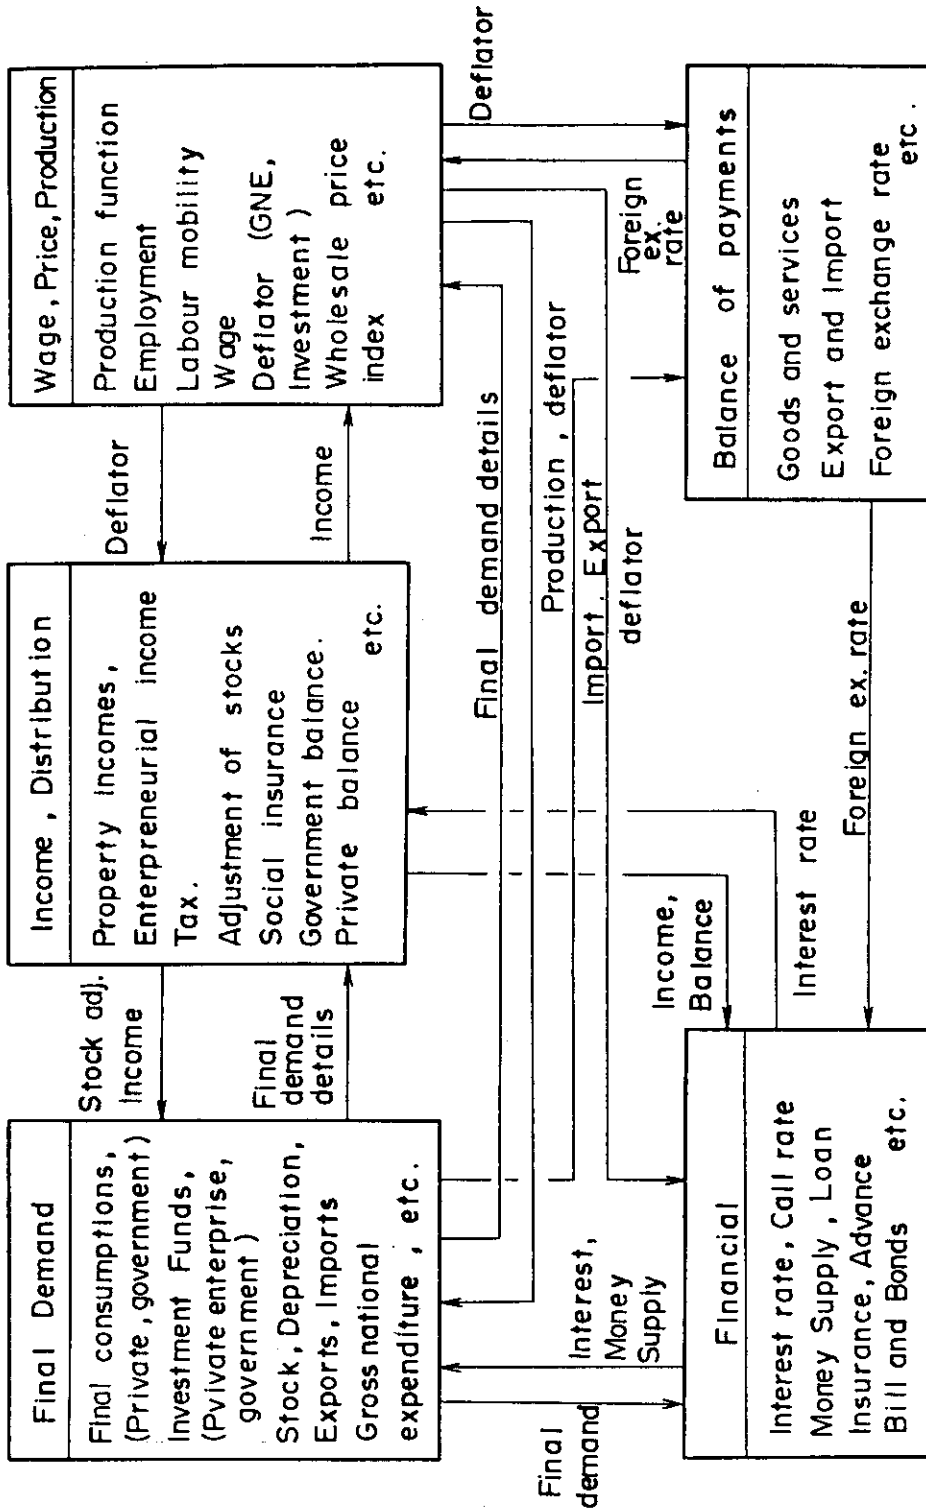 Final Demand
Final consumptions,
(Private, government)
Investment Funds,
(Pvivate enterprise,
government)
Stock, Depreciation,
Exports, Imports
Gross national
expenditure, etc.
Stock adj.
Income
Final
demand
details
Income, Distribution
Property Incomes,
Enterpreneurial income
Tax.
Adjustment of stocks
Social insurance
Government balance.
Private balance
etc.
Deflator
Income
Wage, Price, Production
Production function
Employment
Labour mobility
Wage
Deflator (GNE,
Investment)
Wholesale price
index etc.
Final demand details
Production, deflator
Import, Export
deflator
Deflator
Foreign
ex.
rate
Final
demand
Interest,
Money
Supply
Income,
Balance
Interest rate
Foreign ex. rate
Financial
Interest rate, Call rate
Money Supply, Loan
Insurance, Advance
Bill and Bonds etc.
Balance of payments
Goods and services
Export and Import
Foreign exchange rate
etc.